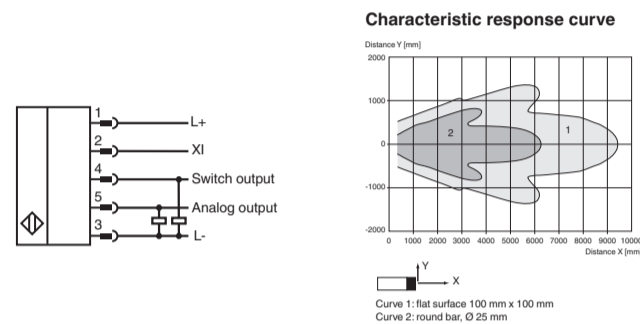 Characteristic response curve
Distance Y [mm]
2000
1000
0
-1000
-2000
0 1000 2000 3000 4000 5000 6000 7000 8000 9000 10000
Distance X [mm
1
2
1 L+
2 XI
4 Switch output
5 Analog output
3 L-
Y
X
Curve 1: flat surface 100 mm x 100 mm
Curve 2: round bar, Ø 25 mm